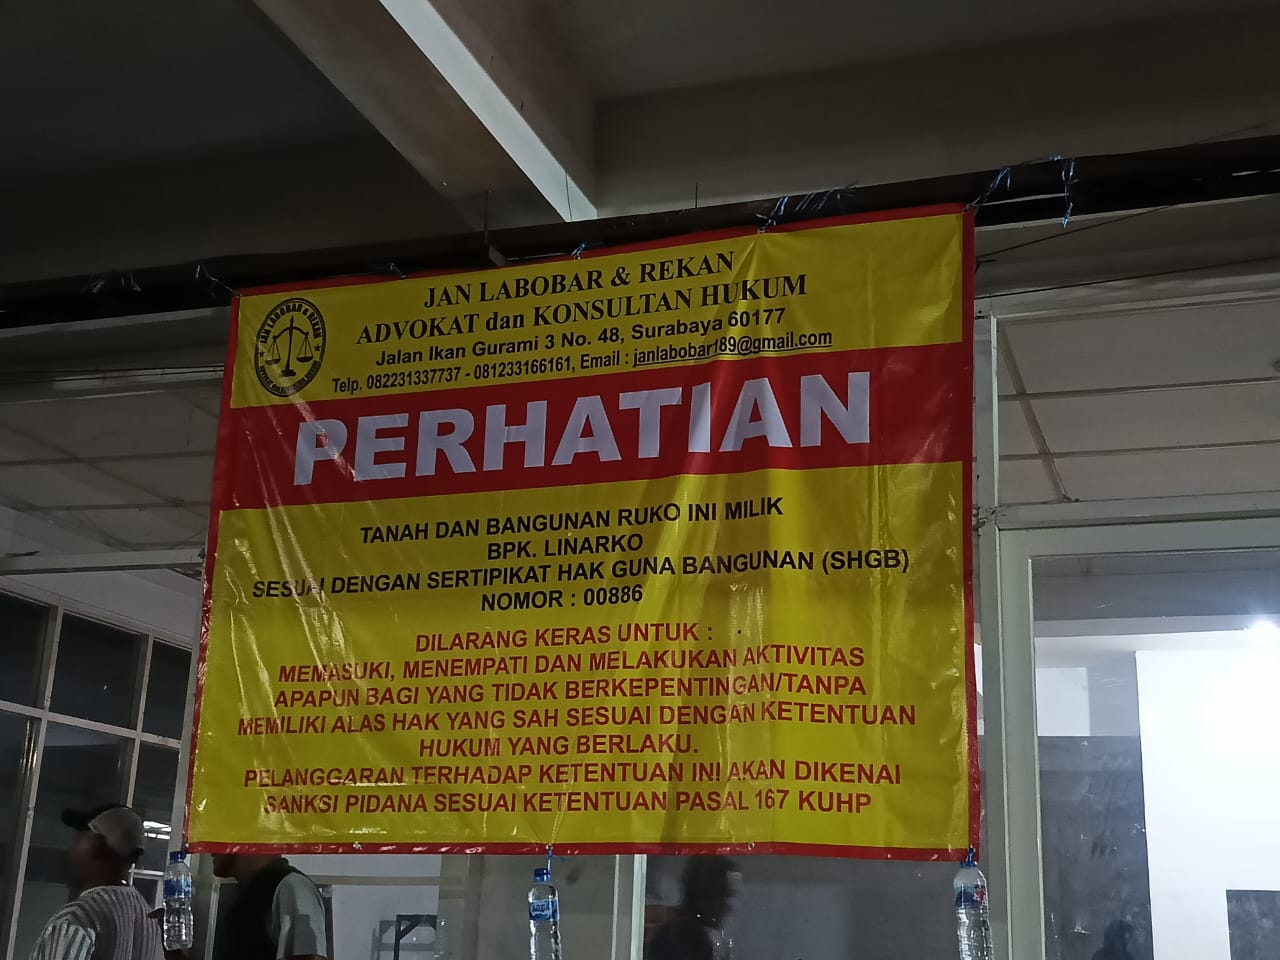 JAN LABOBAR & REKAN
ADVOKAT dan KONSULTAN HUKUM
Jalan Ikan Gurami 3 No. 48, Surabaya 60177
Telp. 082231337737 - 081233166161, Email : janlabobar189@gmail.com
JAN LABOBAR & REKAN
PERHATIAN
TANAH DAN BANGUNAN RUKO INI MILIK
BPK. LINARKO
SESUAI DENGAN SERTIPIKAT HAK GUNA BANGUNAN (SHGB)
NOMOR : 00886
DILARANG KERAS UNTUK :
MEMASUKI, MENEMPATI DAN MELAKUKAN AKTIVITAS
APAPUN BAGI YANG TIDAK BERKEPENTINGAN/TANPA
MEMILIKI ALAS HAK YANG SAH SESUAI DENGAN KETENTUAN
HUKUM YANG BERLAKU.
PELANGGARAN TERHADAP KETENTUAN INI AKAN DIKENAI
SANKSI PIDANA SESUAI KETENTUAN PASAL 167 KUHP
AQUA